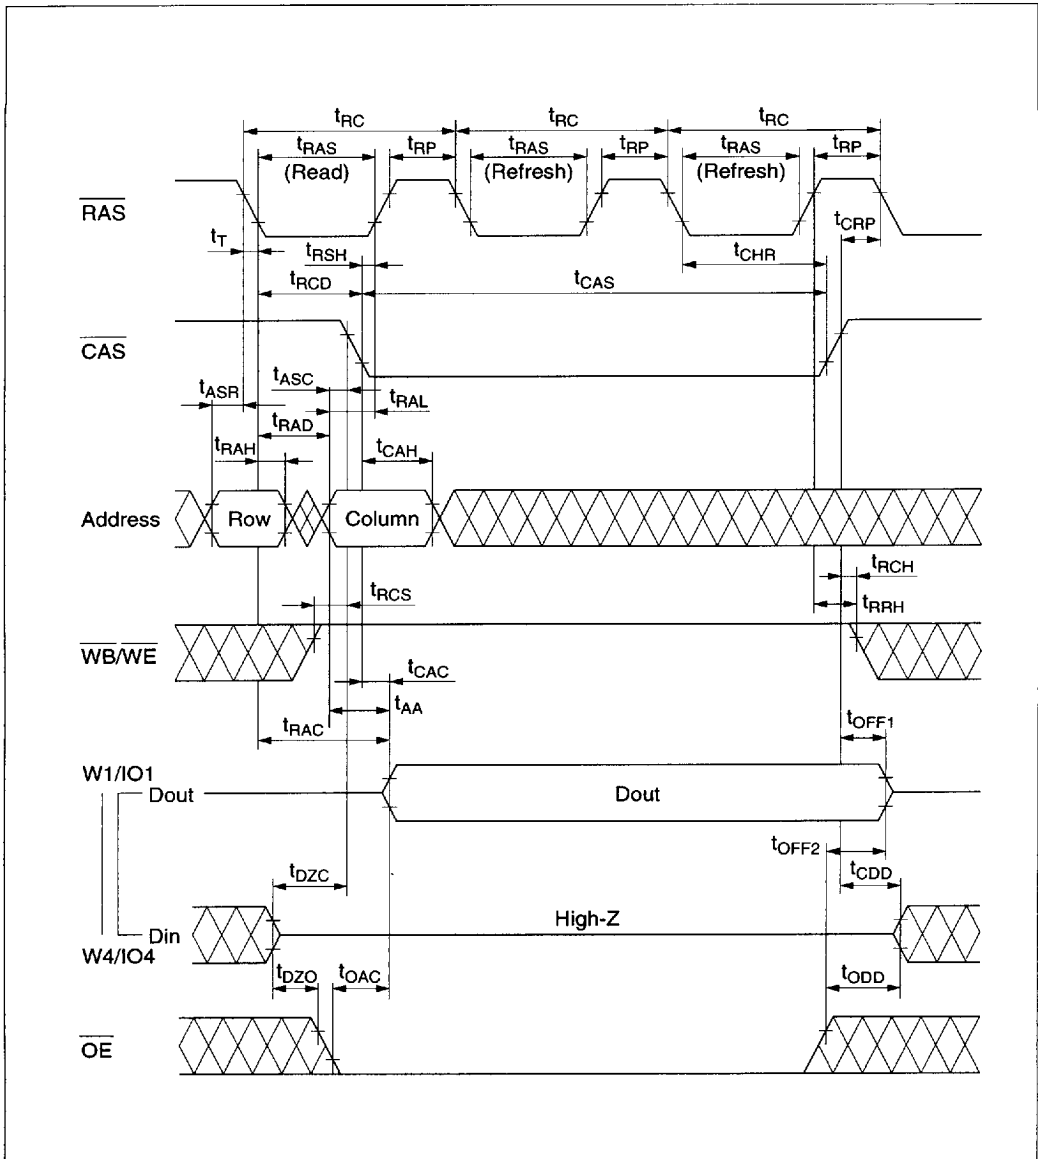 tRC tRC tRC
tRAS tRP tRAS tRP tRAS tRP
(Read) (Refresh) (Refresh)
RAS
tT tRSH tCHR tCRP
tRCD tCAS
CAS
tASR tASC tRAL
tRAD
tRAH tCAH
Address Row Column
tRCH
tRCS tRRH
WB/WE
tCAC
tAA
tRAC tOFF1
W1/IO1
Dout Dout
tOFF2
tDZC tCDD
High-Z
Din
W4/IO4
tDZO tOAC tODD
OE